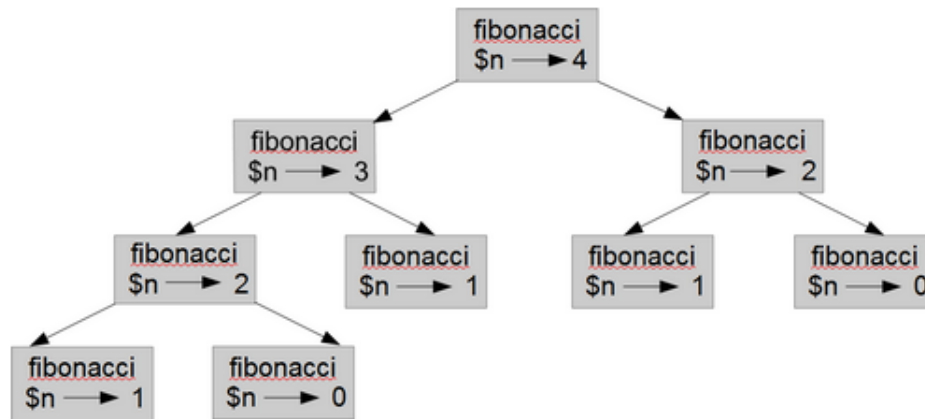 fibonacci
$n → 4
fibonacci
$n → 3
fibonacci
$n → 2
fibonacci
$n → 2
fibonacci
$n → 1
fibonacci
$n → 1
fibonacci
$n → 0
fibonacci
$n → 1
fibonacci
$n → 0